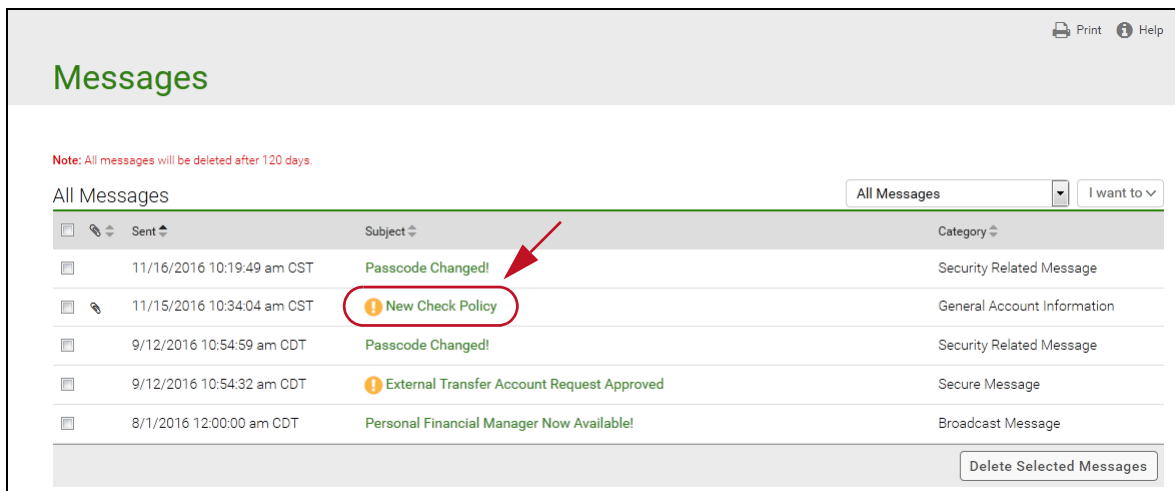 Print Help
Messages
Note: All messages will be deleted after 120 days.
All Messages All Messages I want to
Sent Subject Category
11/16/2016 10:19:49 am CST Passcode Changed! Security Related Message
11/15/2016 10:34:04 am CST New Check Policy General Account Information
9/12/2016 10:54:59 am CDT Passcode Changed! Security Related Message
9/12/2016 10:54:32 am CDT External Transfer Account Request Approved Secure Message
8/1/2016 12:00:00 am CDT Personal Financial Manager Now Available! Broadcast Message
Delete Selected Messages